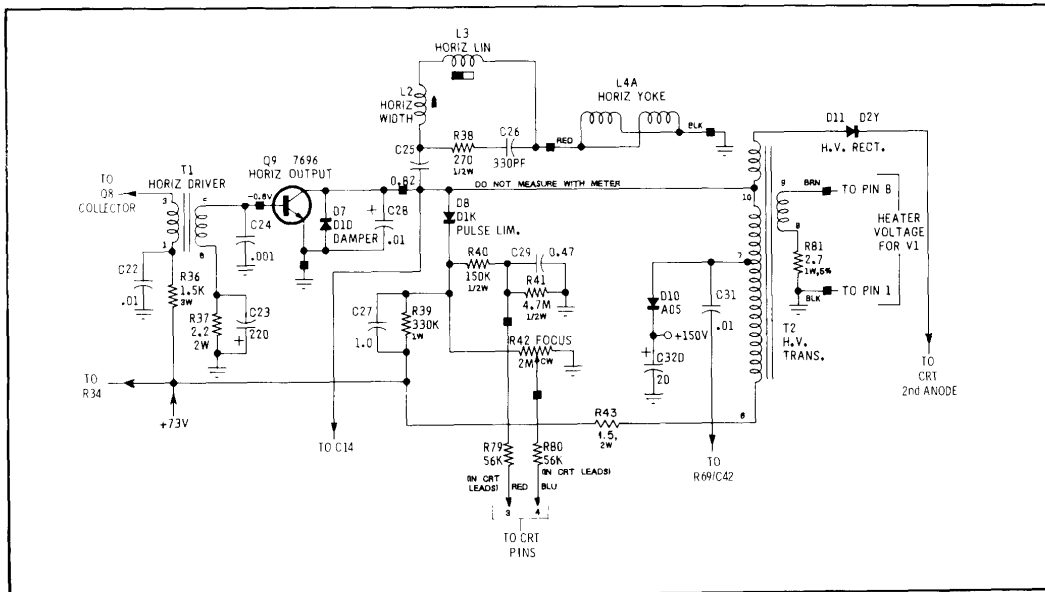 L3
HORIZ LIN
L2
HORIZ
WIDTH
L4A
HORIZ YOKE
R38
270
1/2W
C26
330PF
RED
BLK
D11
D2Y
H.V. RECT.
C25
0.82
Q9
7696
HORIZ OUTPUT
T1
HORIZ DRIVER
TO
Q8
COLLECTOR
3
1
6
-0.8V
C24
.001
D7
D1D
DAMPER
+
C28
.01
DO NOT MEASURE WITH METER
D8
D1K
PULSE LIM.
10
9
8
BRN
TO PIN 8
HEATER
VOLTAGE
FOR V1
R81
2.7
1W,5%
BLK
TO PIN 1
C22
.01
R36
1.5K
3W
R37
2.2
2W
C23
220
+
R40
150K
1/2W
C29
0.47
R41
4.7M
1/2W
C27
1.0
R39
330K
1W
R42 FOCUS
2M
CW
7
D10
A05
C31
.01
+150V
+
C32D
20
T2
H.V.
TRANS.
TO
CRT
2nd ANODE
TO
R34
+73V
TO C14
R43
1.5,
2W
6
R79
56K
(IN CRT
LEADS)
RED
R80
56K
(IN CRT LEADS)
BLU
3
4
TO CRT
PINS
TO
R69/C42